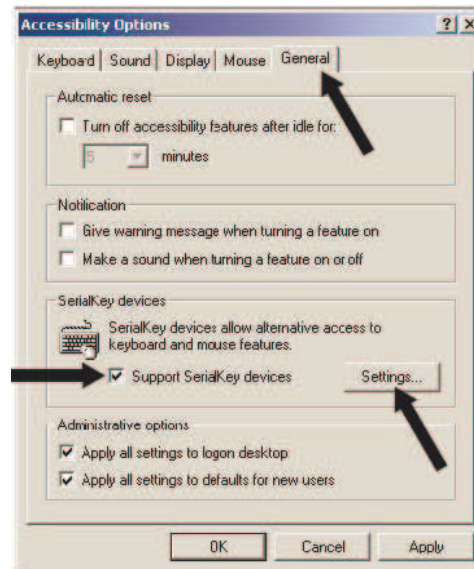 Accessibility Options
Keyboard Sound Display Mouse General
Automatic reset
Turn off accessibility features after idle for:
5 minutes
Notification
Give warning message when turning a feature on
Make a sound when turning a feature on or off
SerialKey devices
SerialKey devices allow alternative access to
keyboard and mouse features.
Support SerialKey devices Settings...
Administrative options
Apply all settings to logon desktop
Apply all settings to defaults for new users
OK Cancel Apply